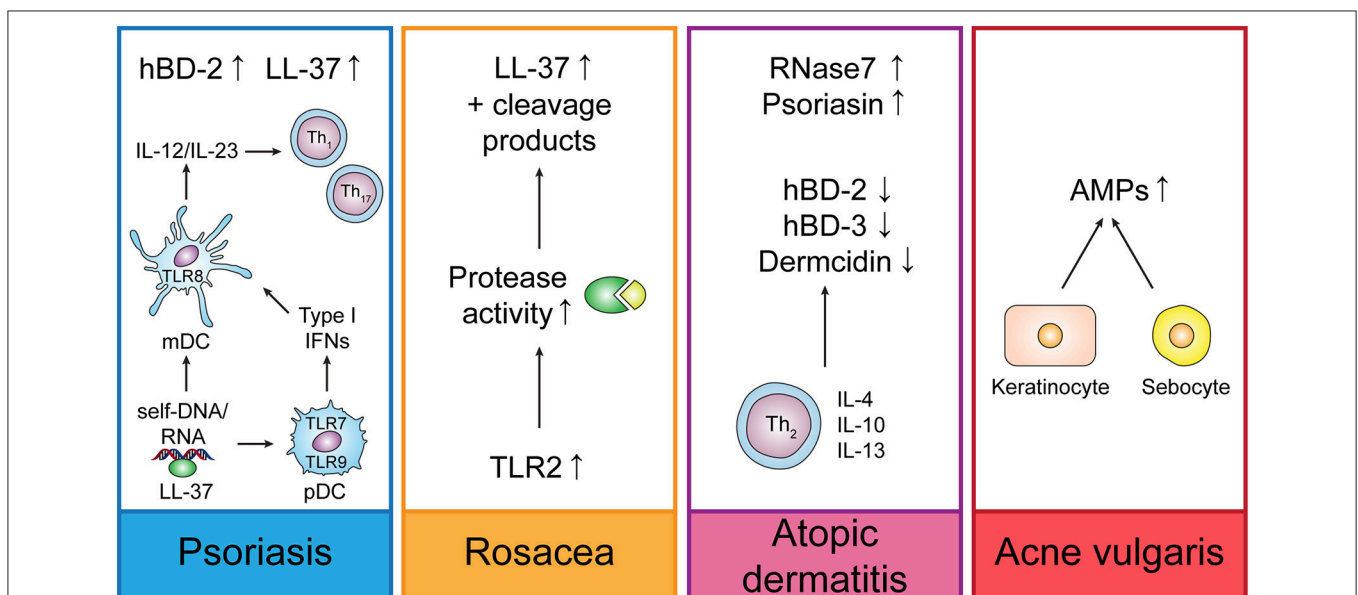 hBD-2 ↑ LL-37 ↑
IL-12/IL-23
Th1
Th17
TLR8
mDC
Type I
IFNs
self-DNA/
RNA
LL-37
TLR7
TLR9
pDC
Psoriasis
LL-37 ↑
+ cleavage
products
Protease
activity ↑
TLR2 ↑
Rosacea
RNase7 ↑
Psoriasin ↑
hBD-2 ↓
hBD-3 ↓
Dermcidin ↓
Th2
IL-4
IL-10
IL-13
Atopic
dermatitis
AMPs ↑
Keratinocyte
Sebocyte
Acne vulgaris